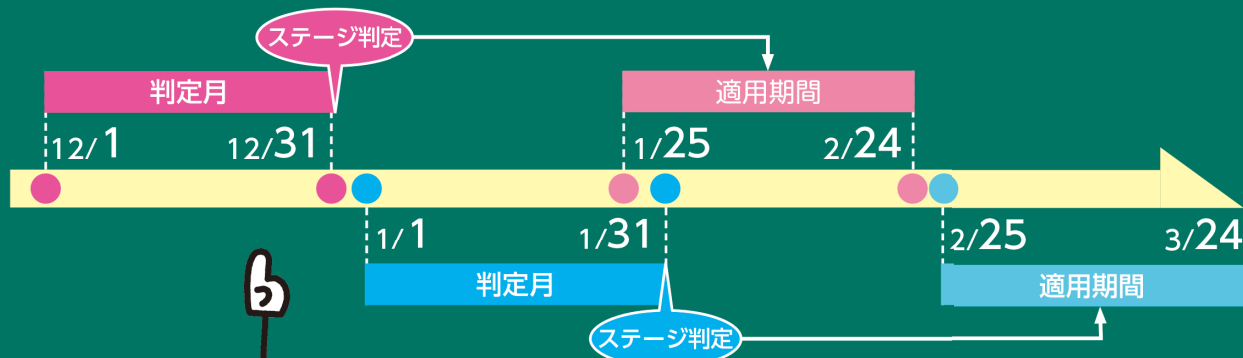 ステージ判定
判定月
適用期間
12/1
12/31
1/25
2/24
1/1
1/31
2/25
3/24
判定月
適用期間
ステージ判定